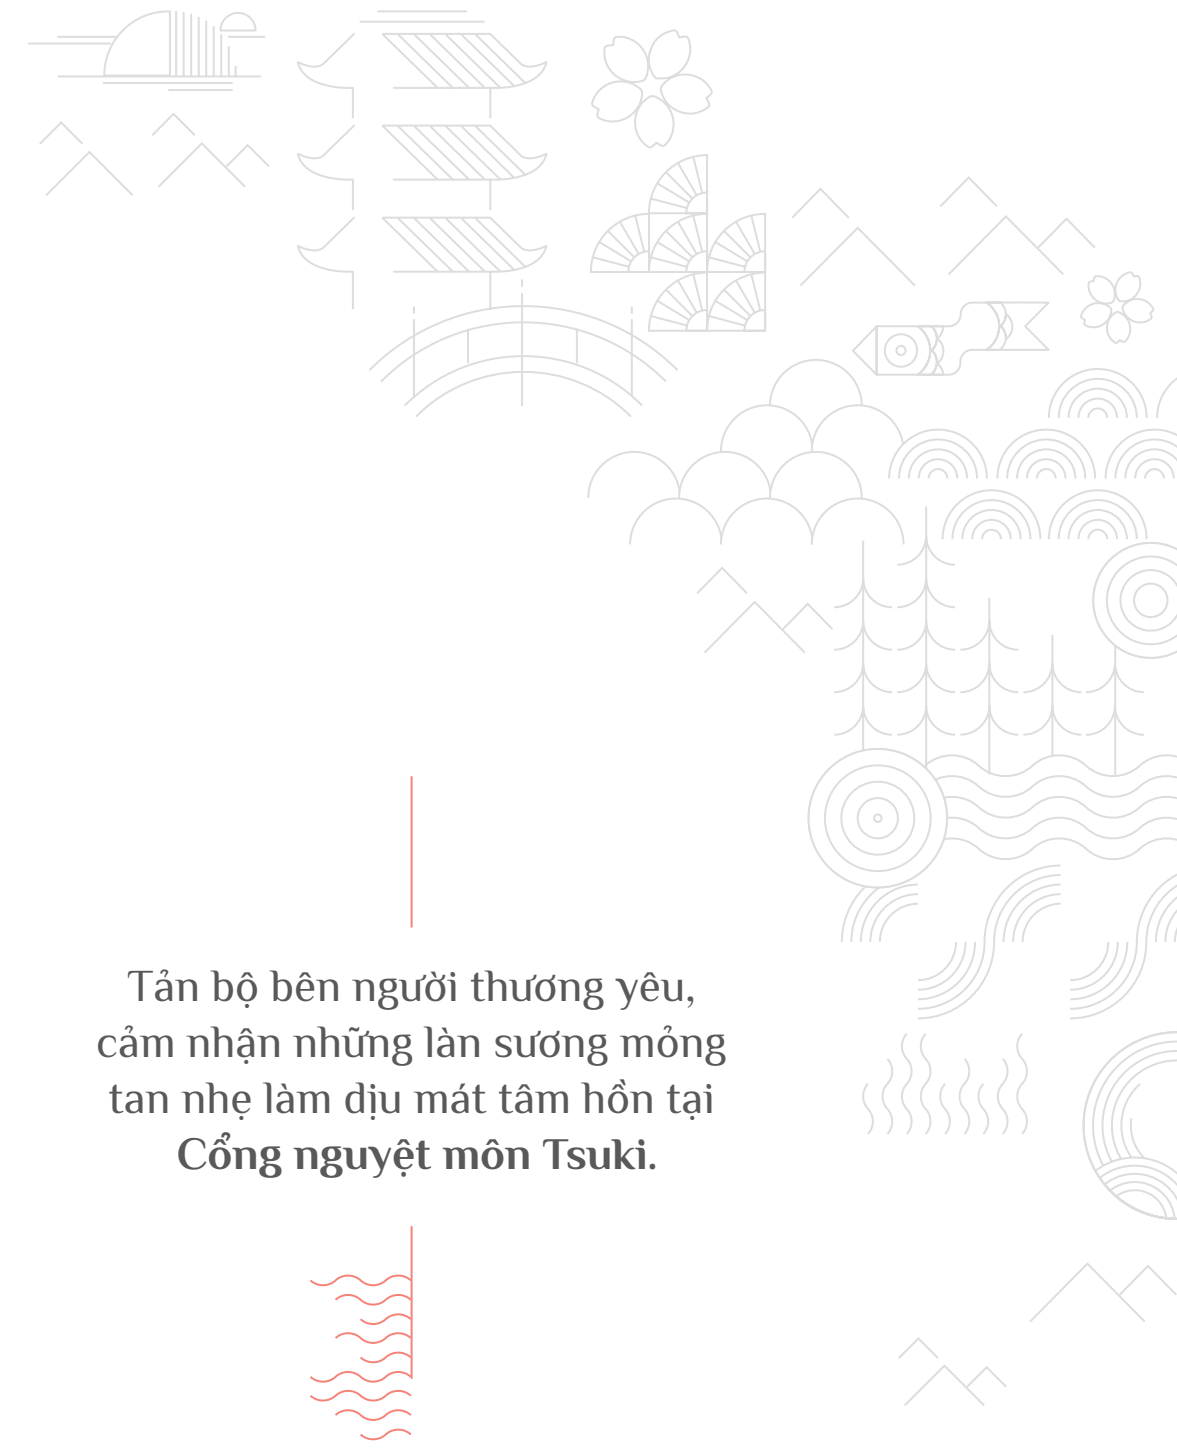 Tản bộ bên người thương yêu,
cảm nhận những làn sương mỏng
tan nhẹ làm dịu mát tâm hồn tại
Cổng nguyệt môn Tsuki.